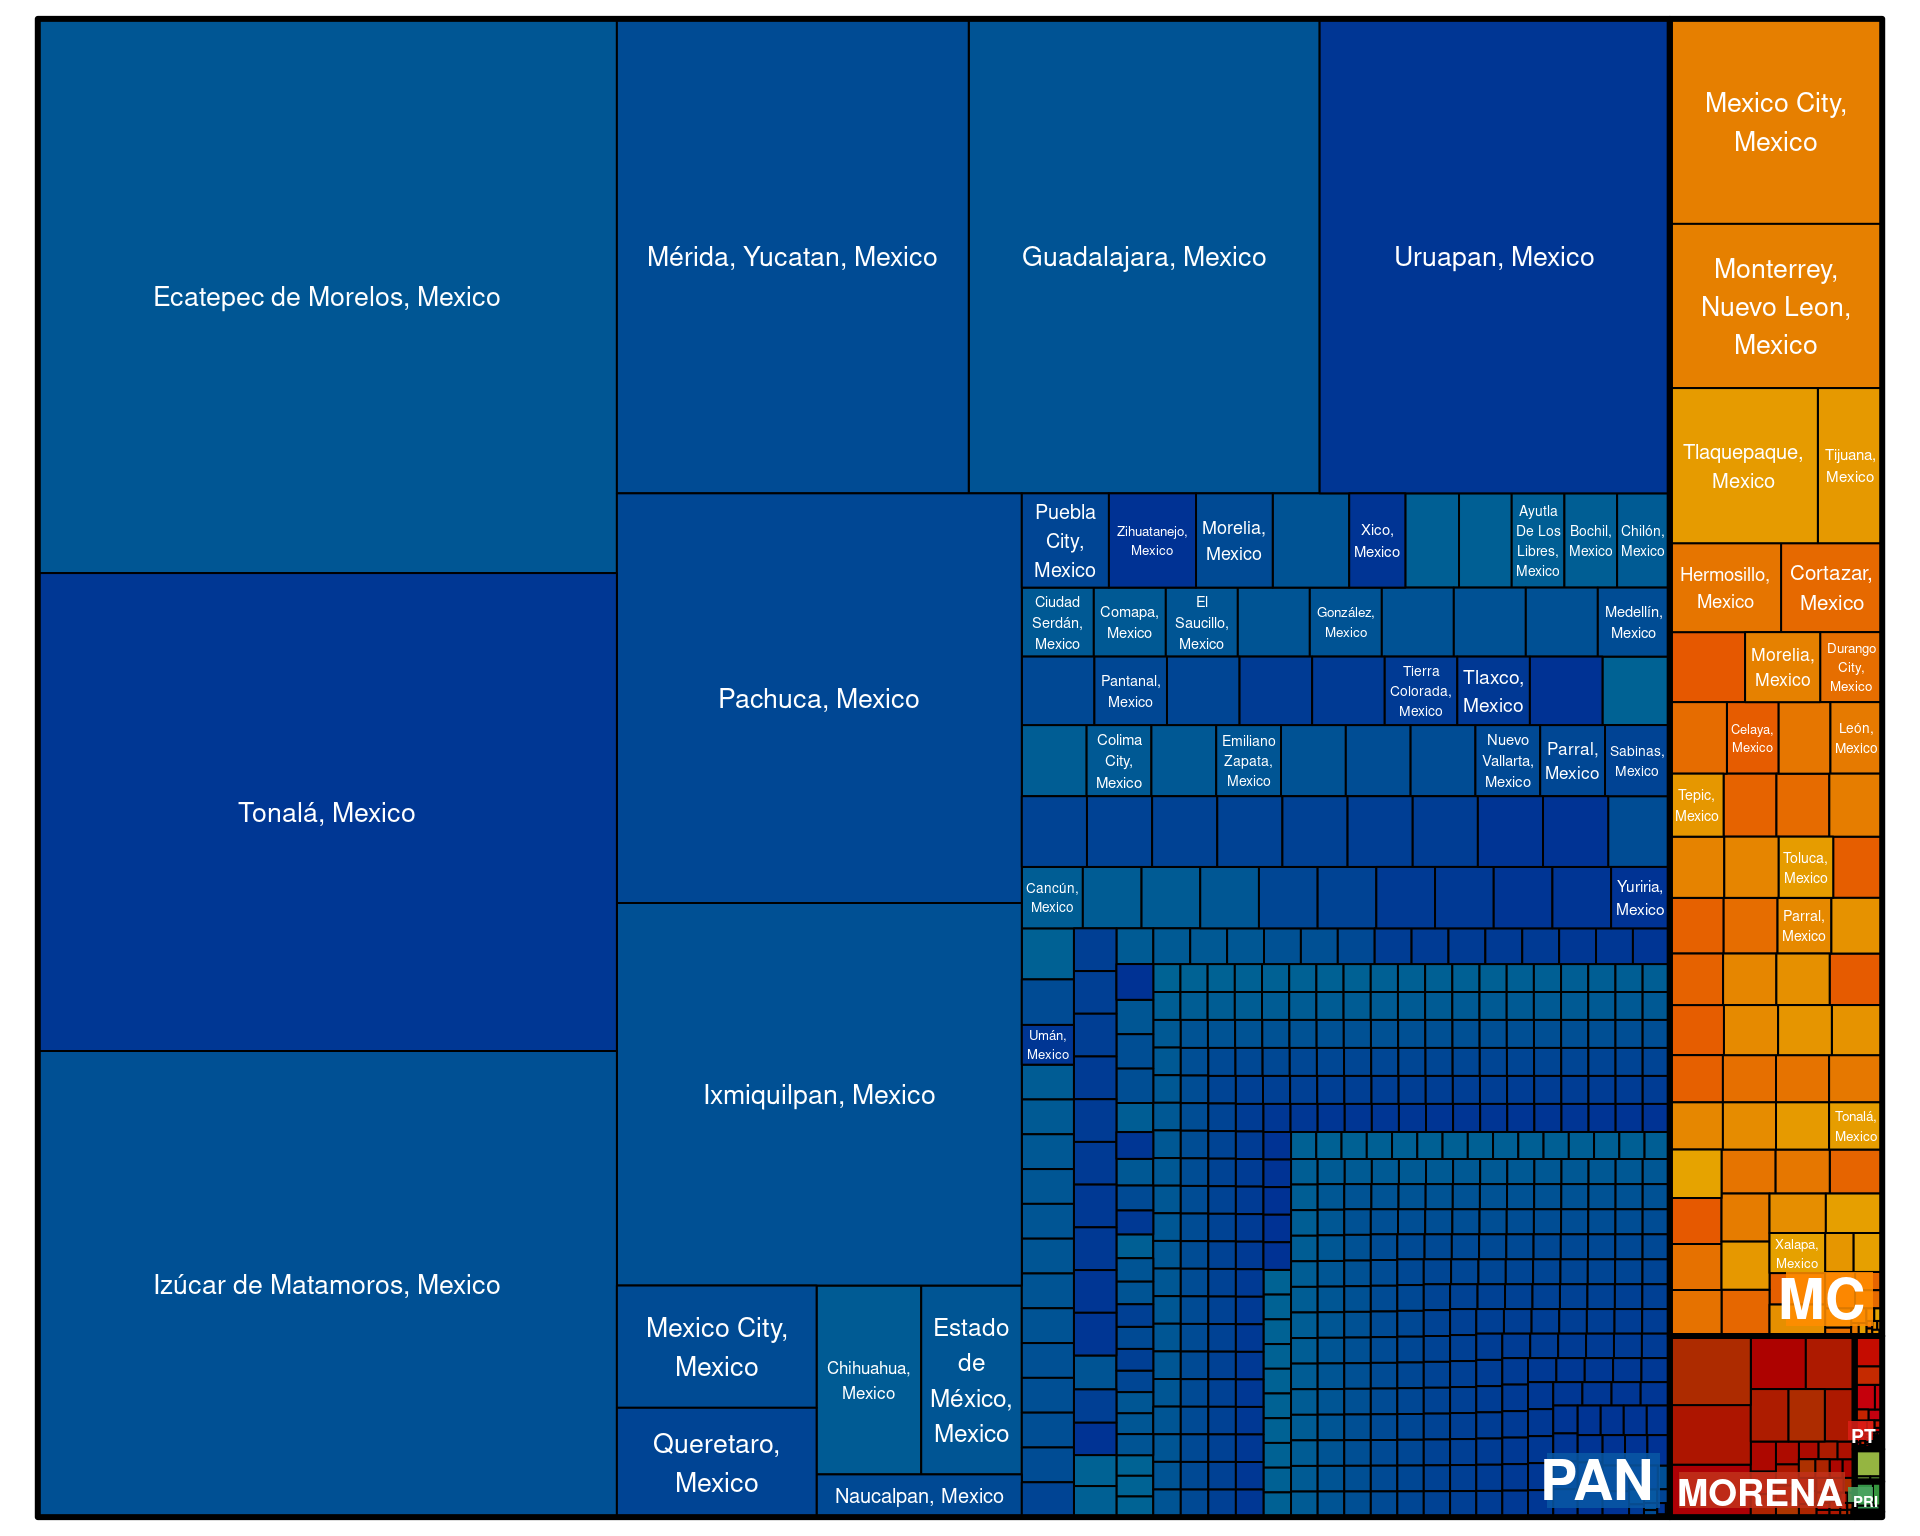 Ecatepec de Morelos, Mexico
Tonalá, Mexico
Izúcar de Matamoros, Mexico
Mérida, Yucatan, Mexico
Guadalajara, Mexico
Uruapan, Mexico
Pachuca, Mexico
Ixmiquilpan, Mexico
Mexico City,
Mexico
Queretaro,
Mexico
Chihuahua,
Mexico
Estado
de
México,
Mexico
Naucalpan, Mexico
Puebla
City,
Mexico
Zihuatanejo,
Mexico
Morelia,
Mexico
Xico,
Mexico
Ayutla
De Los
Libres,
Mexico
Bochil,
Mexico
Chilón,
Mexico
Ciudad
Serdán,
Mexico
Comapa,
Mexico
El
Saucillo,
Mexico
González,
Mexico
Medellín,
Mexico
Pantanal,
Mexico
Tierra
Colorada,
Mexico
Tlaxco,
Mexico
Colima
City,
Mexico
Emiliano
Zapata,
Mexico
Nuevo
Vallarta,
Mexico
Parral,
Mexico
Sabinas,
Mexico
Cancún,
Mexico
Yuriria,
Mexico
Umán,
Mexico
PAN
Mexico City,
Mexico
Monterrey,
Nuevo Leon,
Mexico
Tlaquepaque,
Mexico
Tijuana,
Mexico
Hermosillo,
Mexico
Cortazar,
Mexico
Morelia,
Mexico
Durango
City,
Mexico
Celaya,
Mexico
León,
Mexico
Tepic,
Mexico
Toluca,
Mexico
Parral,
Mexico
Tonalá,
Mexico
Xalapa,
Mexico
MC
PT
MORENA
PRI